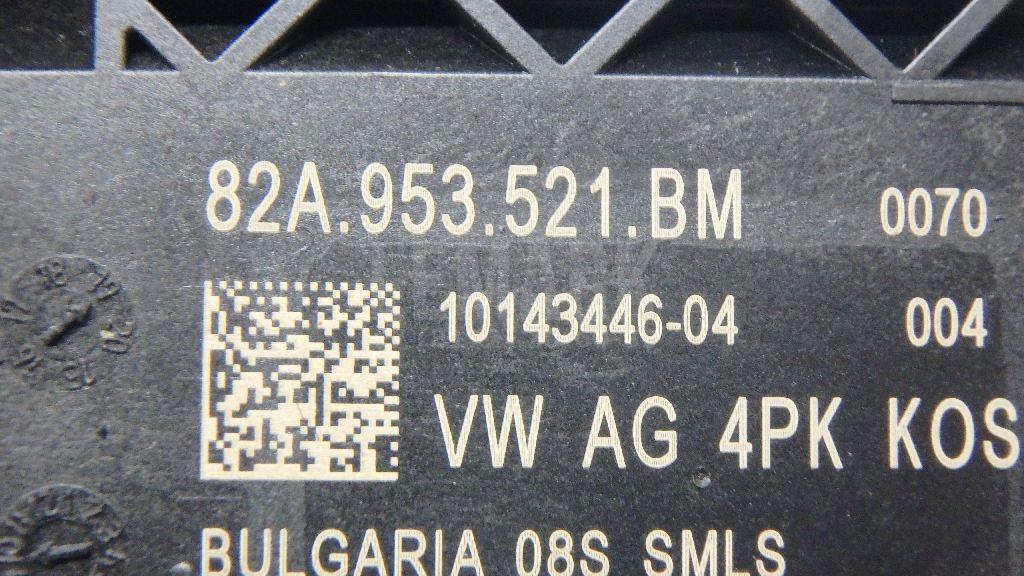 82A.953.521.BM 0070
10143446-04 004
VW AG 4PK KOS
BULGARIA 08S SMLS